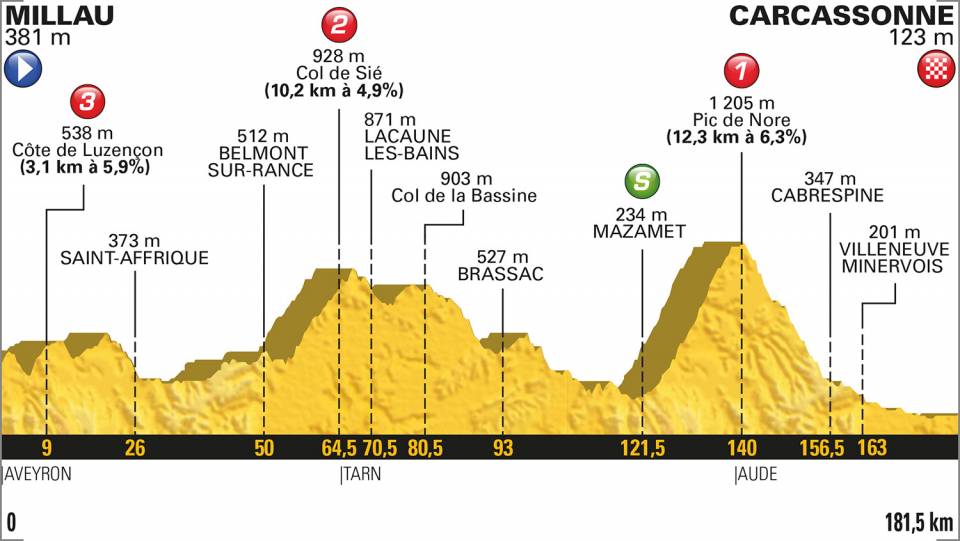 MILLAU
381 m
CARCASSONNE
123 m
3
538 m
Côte de Luzençon
(3,1 km à 5,9%)
373 m
SAINT-AFFRIQUE
512 m
BELMONT
SUR-RANCE
2
928 m
Col de Sié
(10,2 km à 4,9%)
871 m
LACAUNE
LES-BAINS
903 m
Col de la Bassine
527 m
BRASSAC
S
234 m
MAZAMET
1
1 205 m
Pic de Nore
(12,3 km à 6,3%)
347 m
CABRESPINE
201 m
VILLENEUVE
MINERVOIS
9 26 50 64,5 70,5 80,5 93 121,5 140 156,5 163
AVEYRON TARN AUDE
0 181,5 km